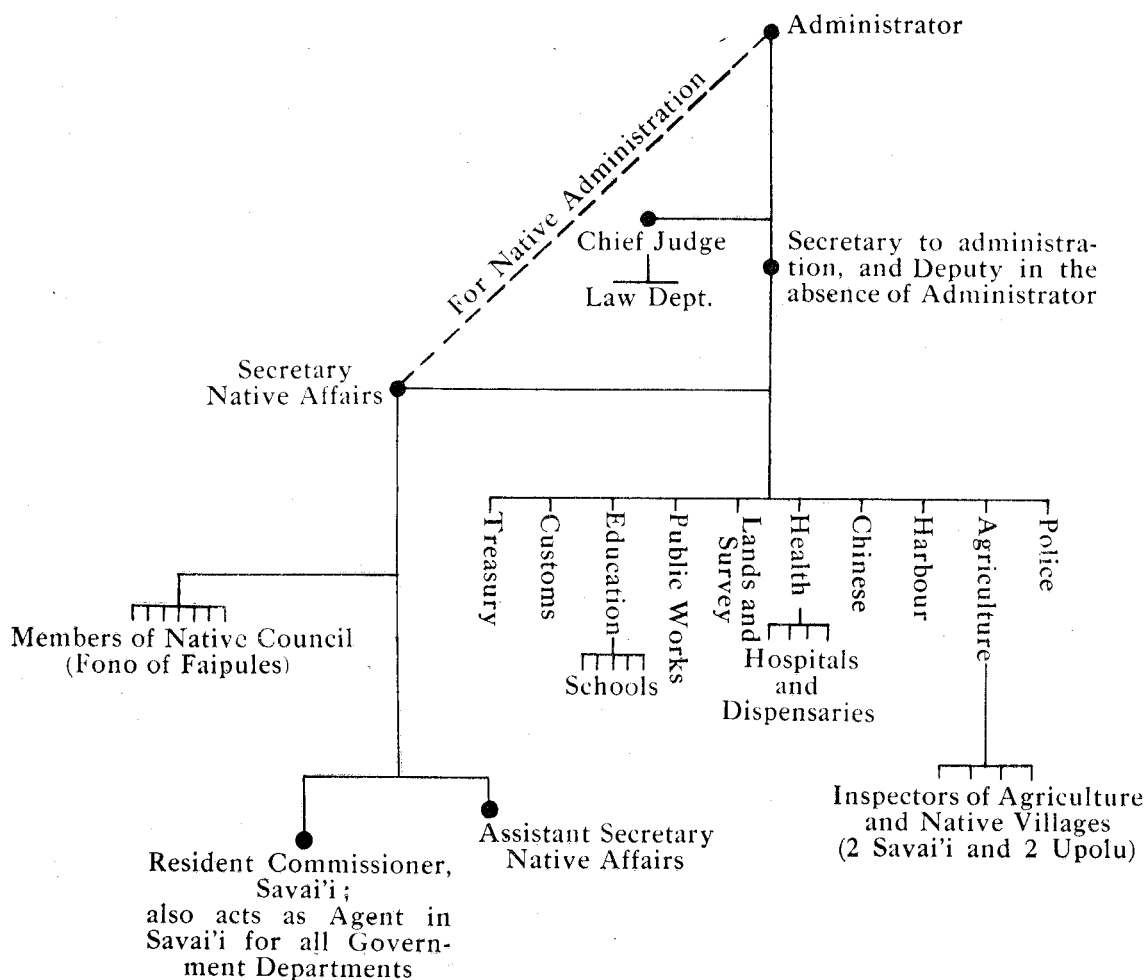 Administrator
For Native Administration
Chief Judge
Law Dept.
Secretary to administra-
tion, and Deputy in the
absence of Administrator
Secretary
Native Affairs
Treasury
Customs
Education
Public Works
Lands and
Survey
Health
Chinese
Harbour
Agriculture
Police
Members of Native Council
(Fono of Faipules)
Schools
Hospitals
and
Dispensaries
Inspectors of Agriculture
and Native Villages
(2 Savai'i and 2 Upolu)
Assistant Secretary
Native Affairs
Resident Commissioner,
Savai'i;
also acts as Agent in
Savai'i for all Govern-
ment Departments